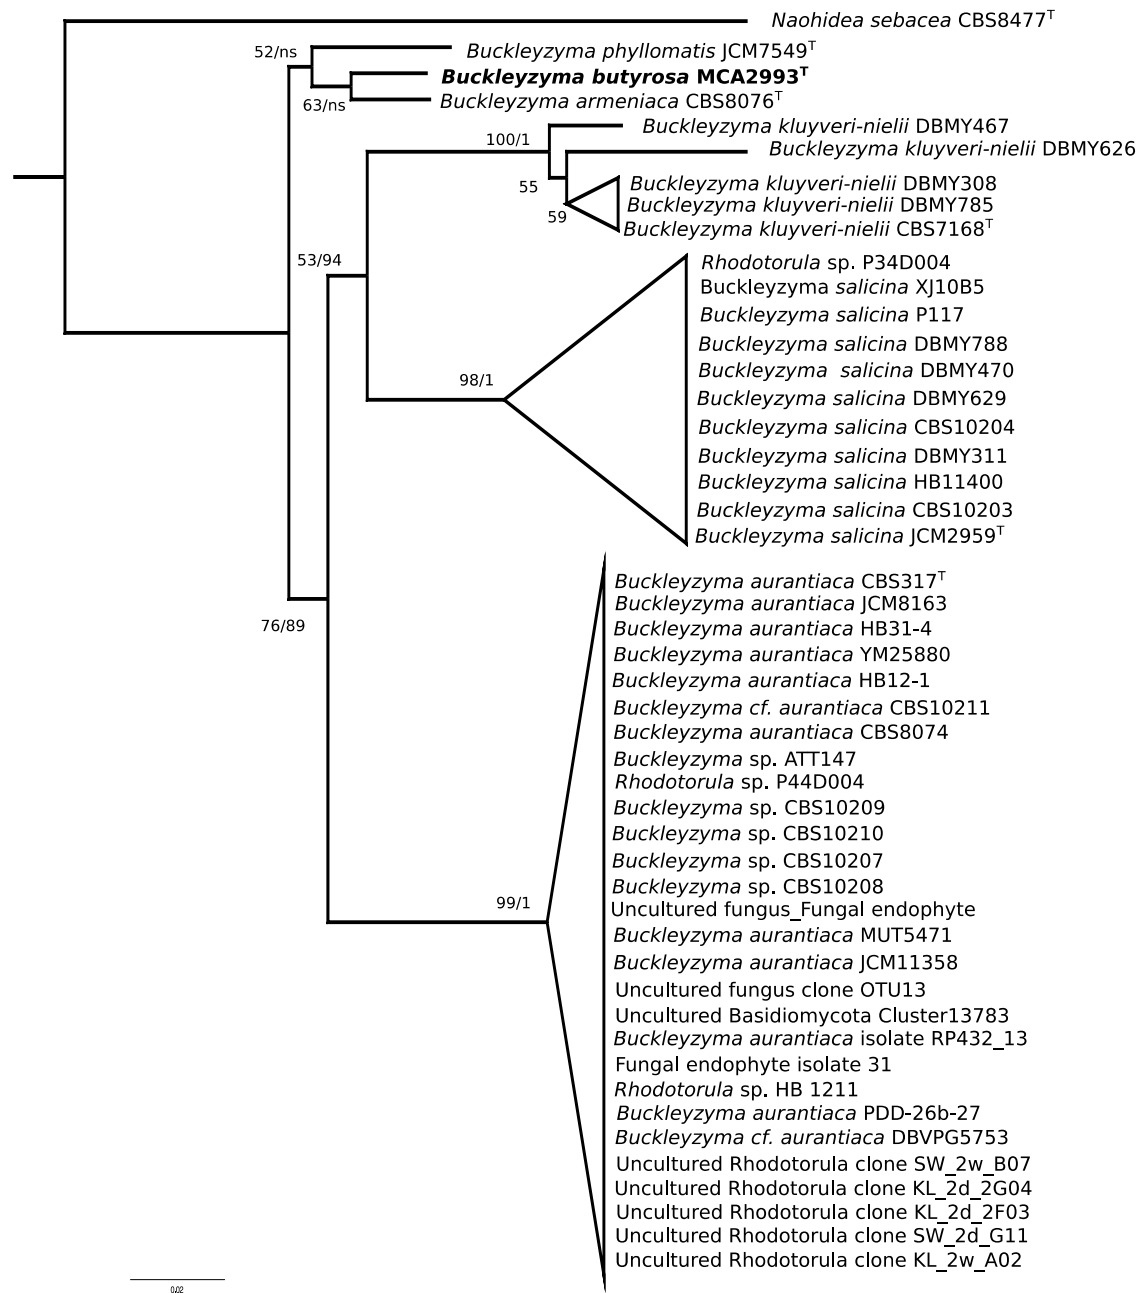 Naohidea sebacea CBS8477ᵀ
52/ns
Buckleyzyma phyllomatis JCM7549ᵀ
Buckleyzyma butyrosa MCA2993ᵀ
63/ns
Buckleyzyma armeniaca CBS8076ᵀ
Buckleyzyma kluyveri-nielii DBMY467
100/1
Buckleyzyma kluyveri-nielii DBMY626
55
Buckleyzyma kluyveri-nielii DBMY308
Buckleyzyma kluyveri-nielii DBMY785
59
Buckleyzyma kluyveri-nielii CBS7168ᵀ
53/94
Rhodotorula sp. P34D004
Buckleyzyma salicina XJ10B5
Buckleyzyma salicina P117
Buckleyzyma salicina DBMY788
Buckleyzyma salicina DBMY470
98/1
Buckleyzyma salicina DBMY629
Buckleyzyma salicina CBS10204
Buckleyzyma salicina DBMY311
Buckleyzyma salicina HB11400
Buckleyzyma salicina CBS10203
Buckleyzyma salicina JCM2959ᵀ
Buckleyzyma aurantiaca CBS317ᵀ
Buckleyzyma aurantiaca JCM8163
76/89
Buckleyzyma aurantiaca HB31-4
Buckleyzyma aurantiaca YM25880
Buckleyzyma aurantiaca HB12-1
Buckleyzyma cf. aurantiaca CBS10211
Buckleyzyma aurantiaca CBS8074
Buckleyzyma sp. ATT147
Rhodotorula sp. P44D004
Buckleyzyma sp. CBS10209
Buckleyzyma sp. CBS10210
Buckleyzyma sp. CBS10207
Buckleyzyma sp. CBS10208
99/1
Uncultured fungus_Fungal endophyte
Buckleyzyma aurantiaca MUT5471
Buckleyzyma aurantiaca JCM11358
Uncultured fungus clone OTU13
Uncultured Basidiomycota Cluster13783
Buckleyzyma aurantiaca isolate RP432_13
Fungal endophyte isolate 31
Rhodotorula sp. HB 1211
Buckleyzyma aurantiaca PDD-26b-27
Buckleyzyma cf. aurantiaca DBVPG5753
Uncultured Rhodotorula clone SW_2w_B07
Uncultured Rhodotorula clone KL_2d_2G04
Uncultured Rhodotorula clone KL_2d_2F03
Uncultured Rhodotorula clone SW_2d_G11
Uncultured Rhodotorula clone KL_2w_A02
0.02